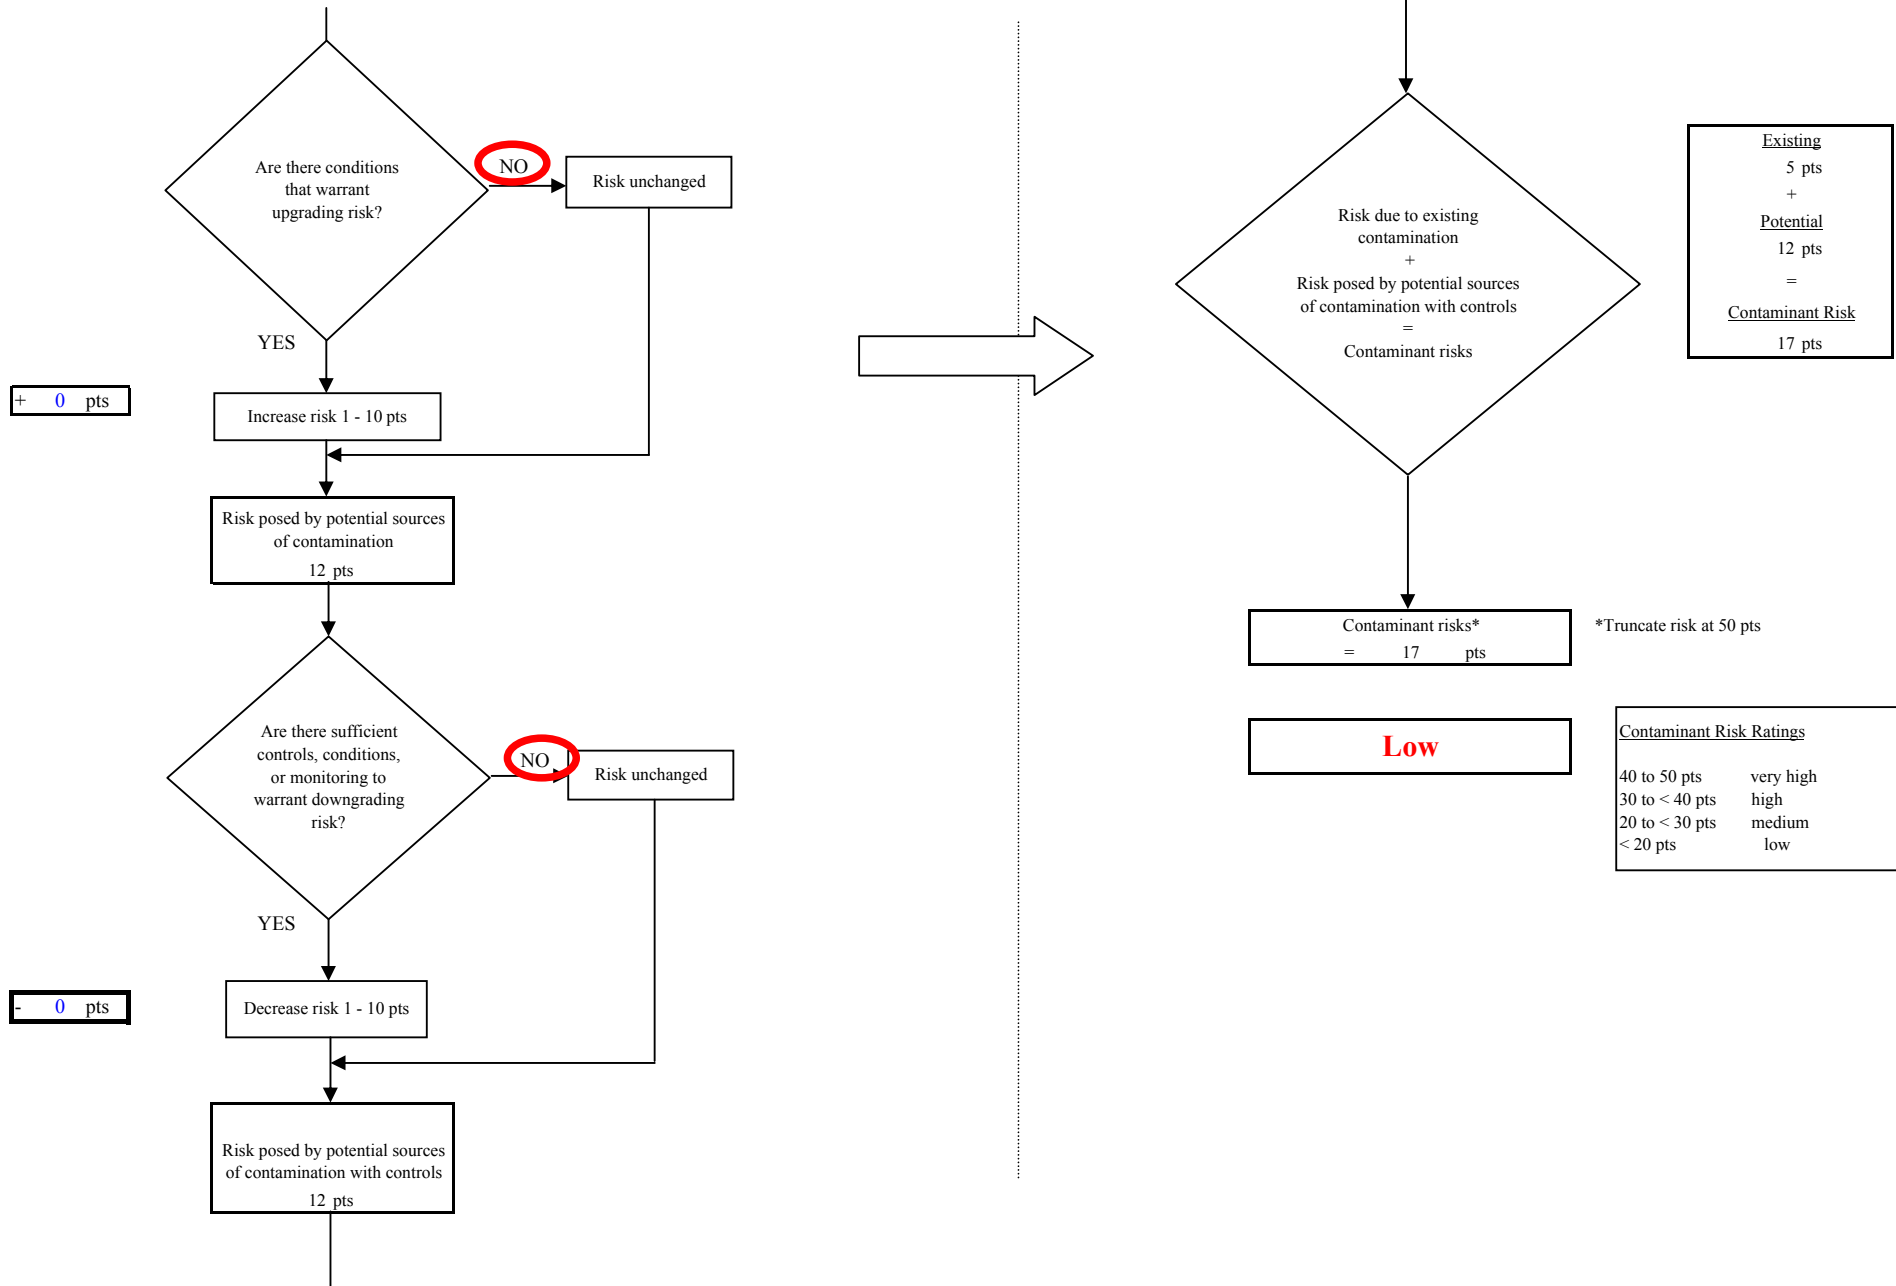 Are there conditions
that warrant
upgrading risk?
NO
Risk unchanged
YES
+ 0 pts
Increase risk 1 - 10 pts
Risk posed by potential sources
of contamination
12 pts
Are there sufficient
controls, conditions,
or monitoring to
warrant downgrading
risk?
NO
Risk unchanged
YES
- 0 pts
Decrease risk 1 - 10 pts
Risk posed by potential sources
of contamination with controls
12 pts
Risk due to existing
contamination
+
Risk posed by potential sources
of contamination with controls
=
Contaminant risks
Existing
5 pts
+
Potential
12 pts
=
Contaminant Risk
17 pts
Contaminant risks*
= 17 pts
*Truncate risk at 50 pts
Low
Contaminant Risk Ratings
40 to 50 pts very high
30 to < 40 pts high
20 to < 30 pts medium
< 20 pts low